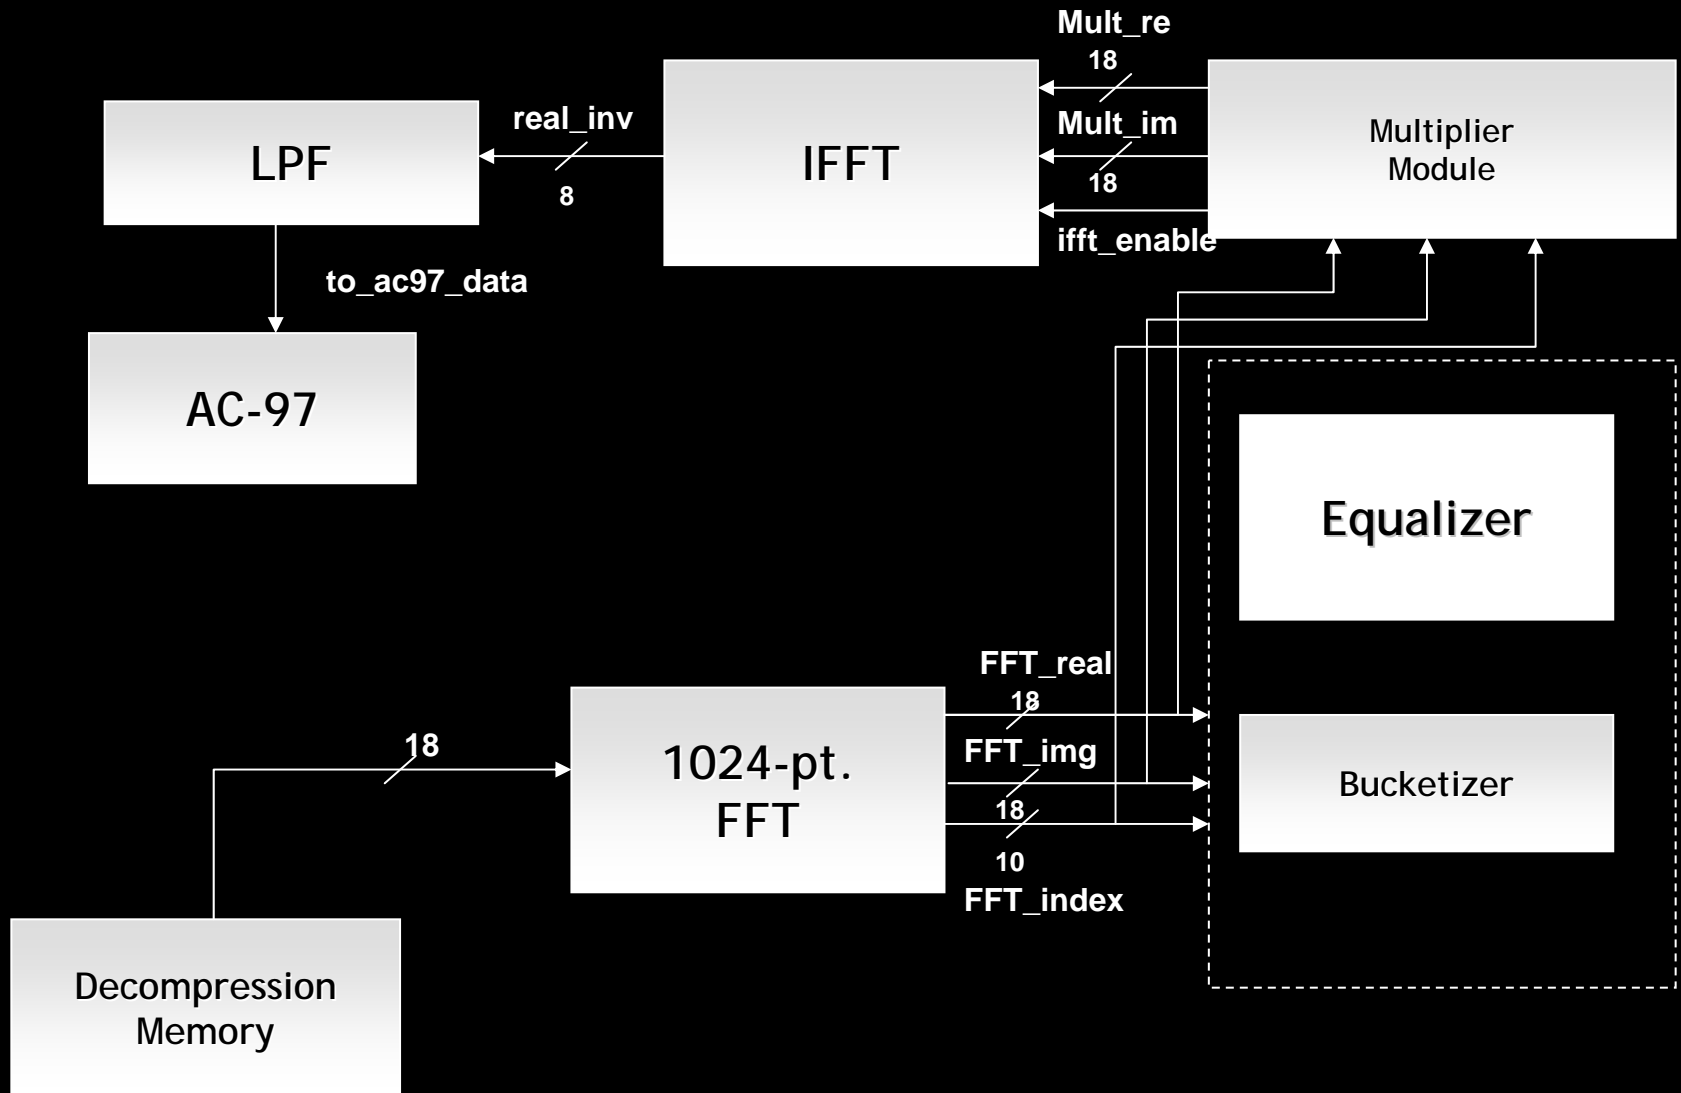 Mult_re
18
real_inv
8
LPF
IFFT
Mult_im
18
ifft_enable
Multiplier
Module
to_ac97_data
AC-97
Equalizer
FFT_real
18
18
1024-pt.
FFT
FFT_img
18
10
FFT_index
Bucketizer
Decompression
Memory